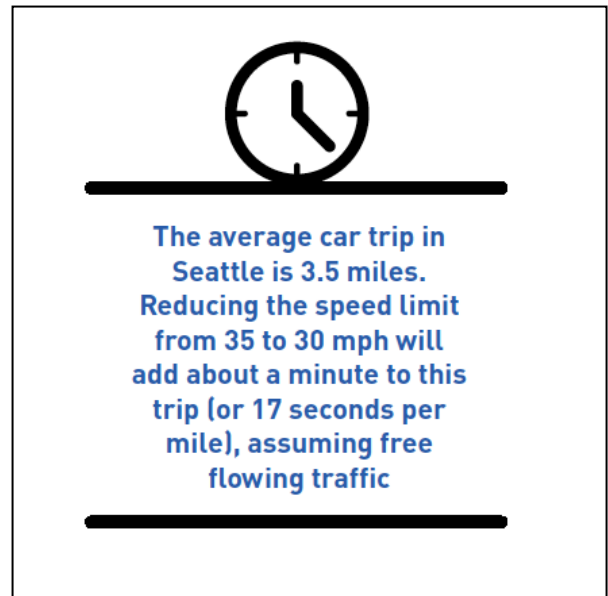 The average car trip in
Seattle is 3.5 miles.
Reducing the speed limit
from 35 to 30 mph will
add about a minute to this
trip (or 17 seconds per
mile), assuming free
flowing traffic